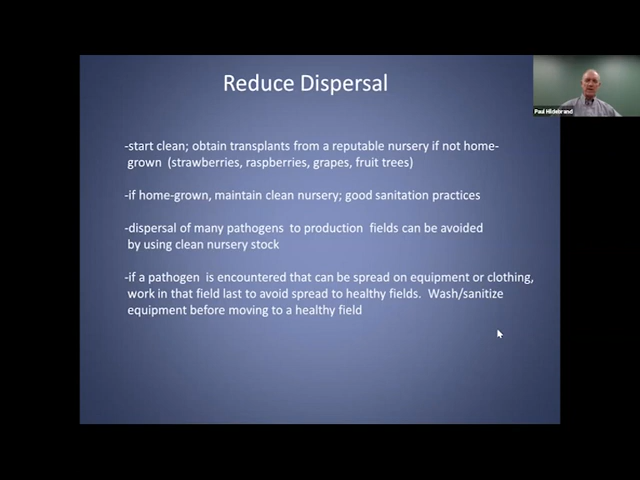 Reduce Dispersal
Paul Hildebrand
-start clean; obtain transplants from a reputable nursery if not home-
grown (strawberries, raspberries, grapes, fruit trees)
-if home-grown, maintain clean nursery; good sanitation practices
-dispersal of many pathogens to production fields can be avoided
by using clean nursery stock
-if a pathogen is encountered that can be spread on equipment or clothing,
work in that field last to avoid spread to healthy fields. Wash/sanitize
equipment before moving to a healthy field